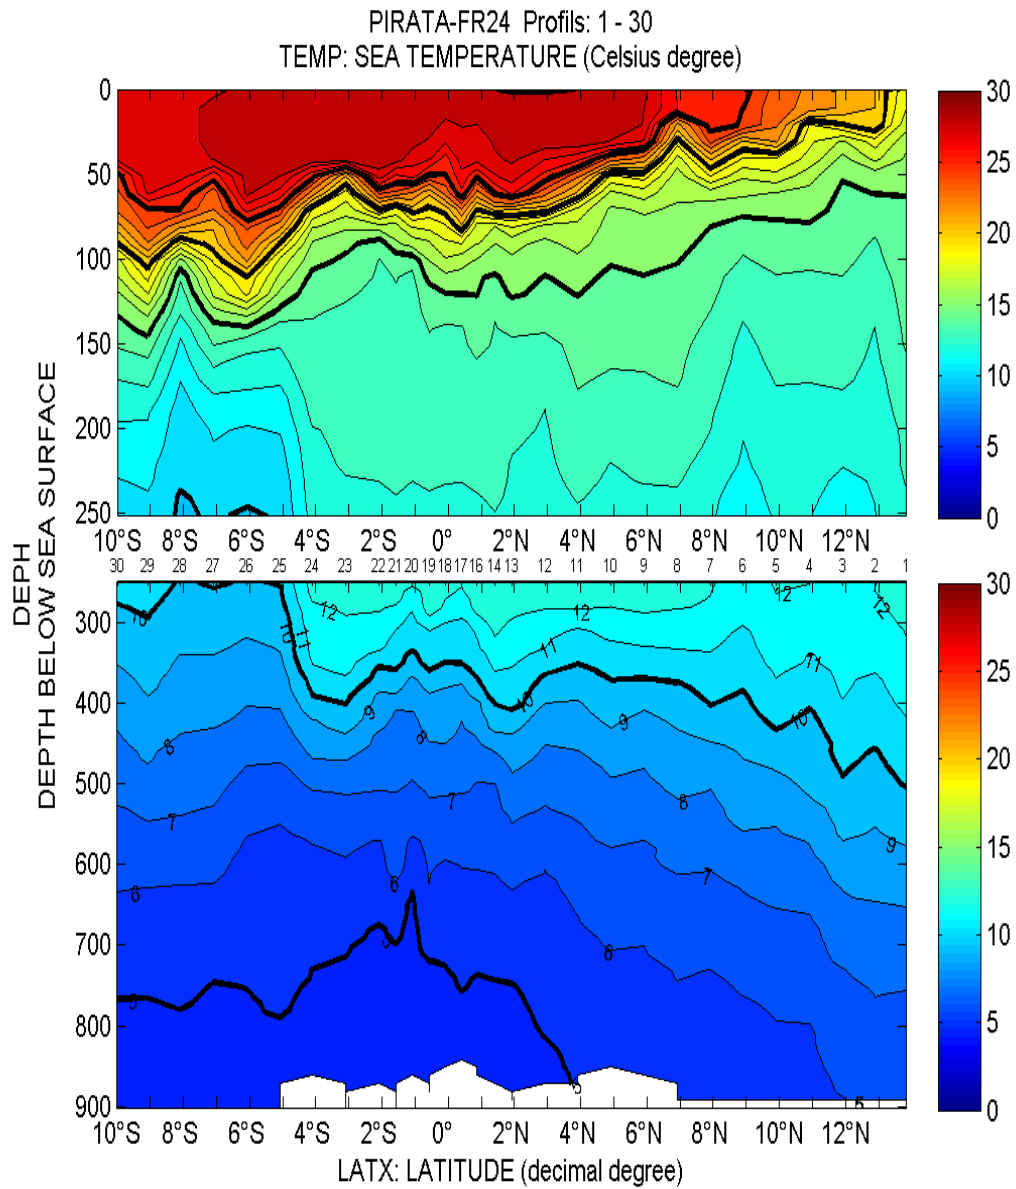 PIRATA-FR24 Profils: 1 - 30
TEMP: SEA TEMPERATURE (Celsius degree)
0
50
100
150
200
250
10°S 8°S 6°S 4°S 2°S 0° 2°N 4°N 6°N 8°N 10°N 12°N
30
25
20
15
10
5
0
DEPH
DEPTH BELOW SEA SURFACE
30 29 28 27 26 25 24 23 22 21 20 19 18 17 16 14 13 12 11 10 9 8 7 6 5 4 3 2 1
300
400
500
600
700
800
900
10 10 11 12 12 11 12 12 11 10 10
9 9 9
8 8 8
7 7 7
6 6 6
5 5 5 5
10°S 8°S 6°S 4°S 2°S 0° 2°N 4°N 6°N 8°N 10°N 12°N
30
25
20
15
10
5
0
LATX: LATITUDE (decimal degree)